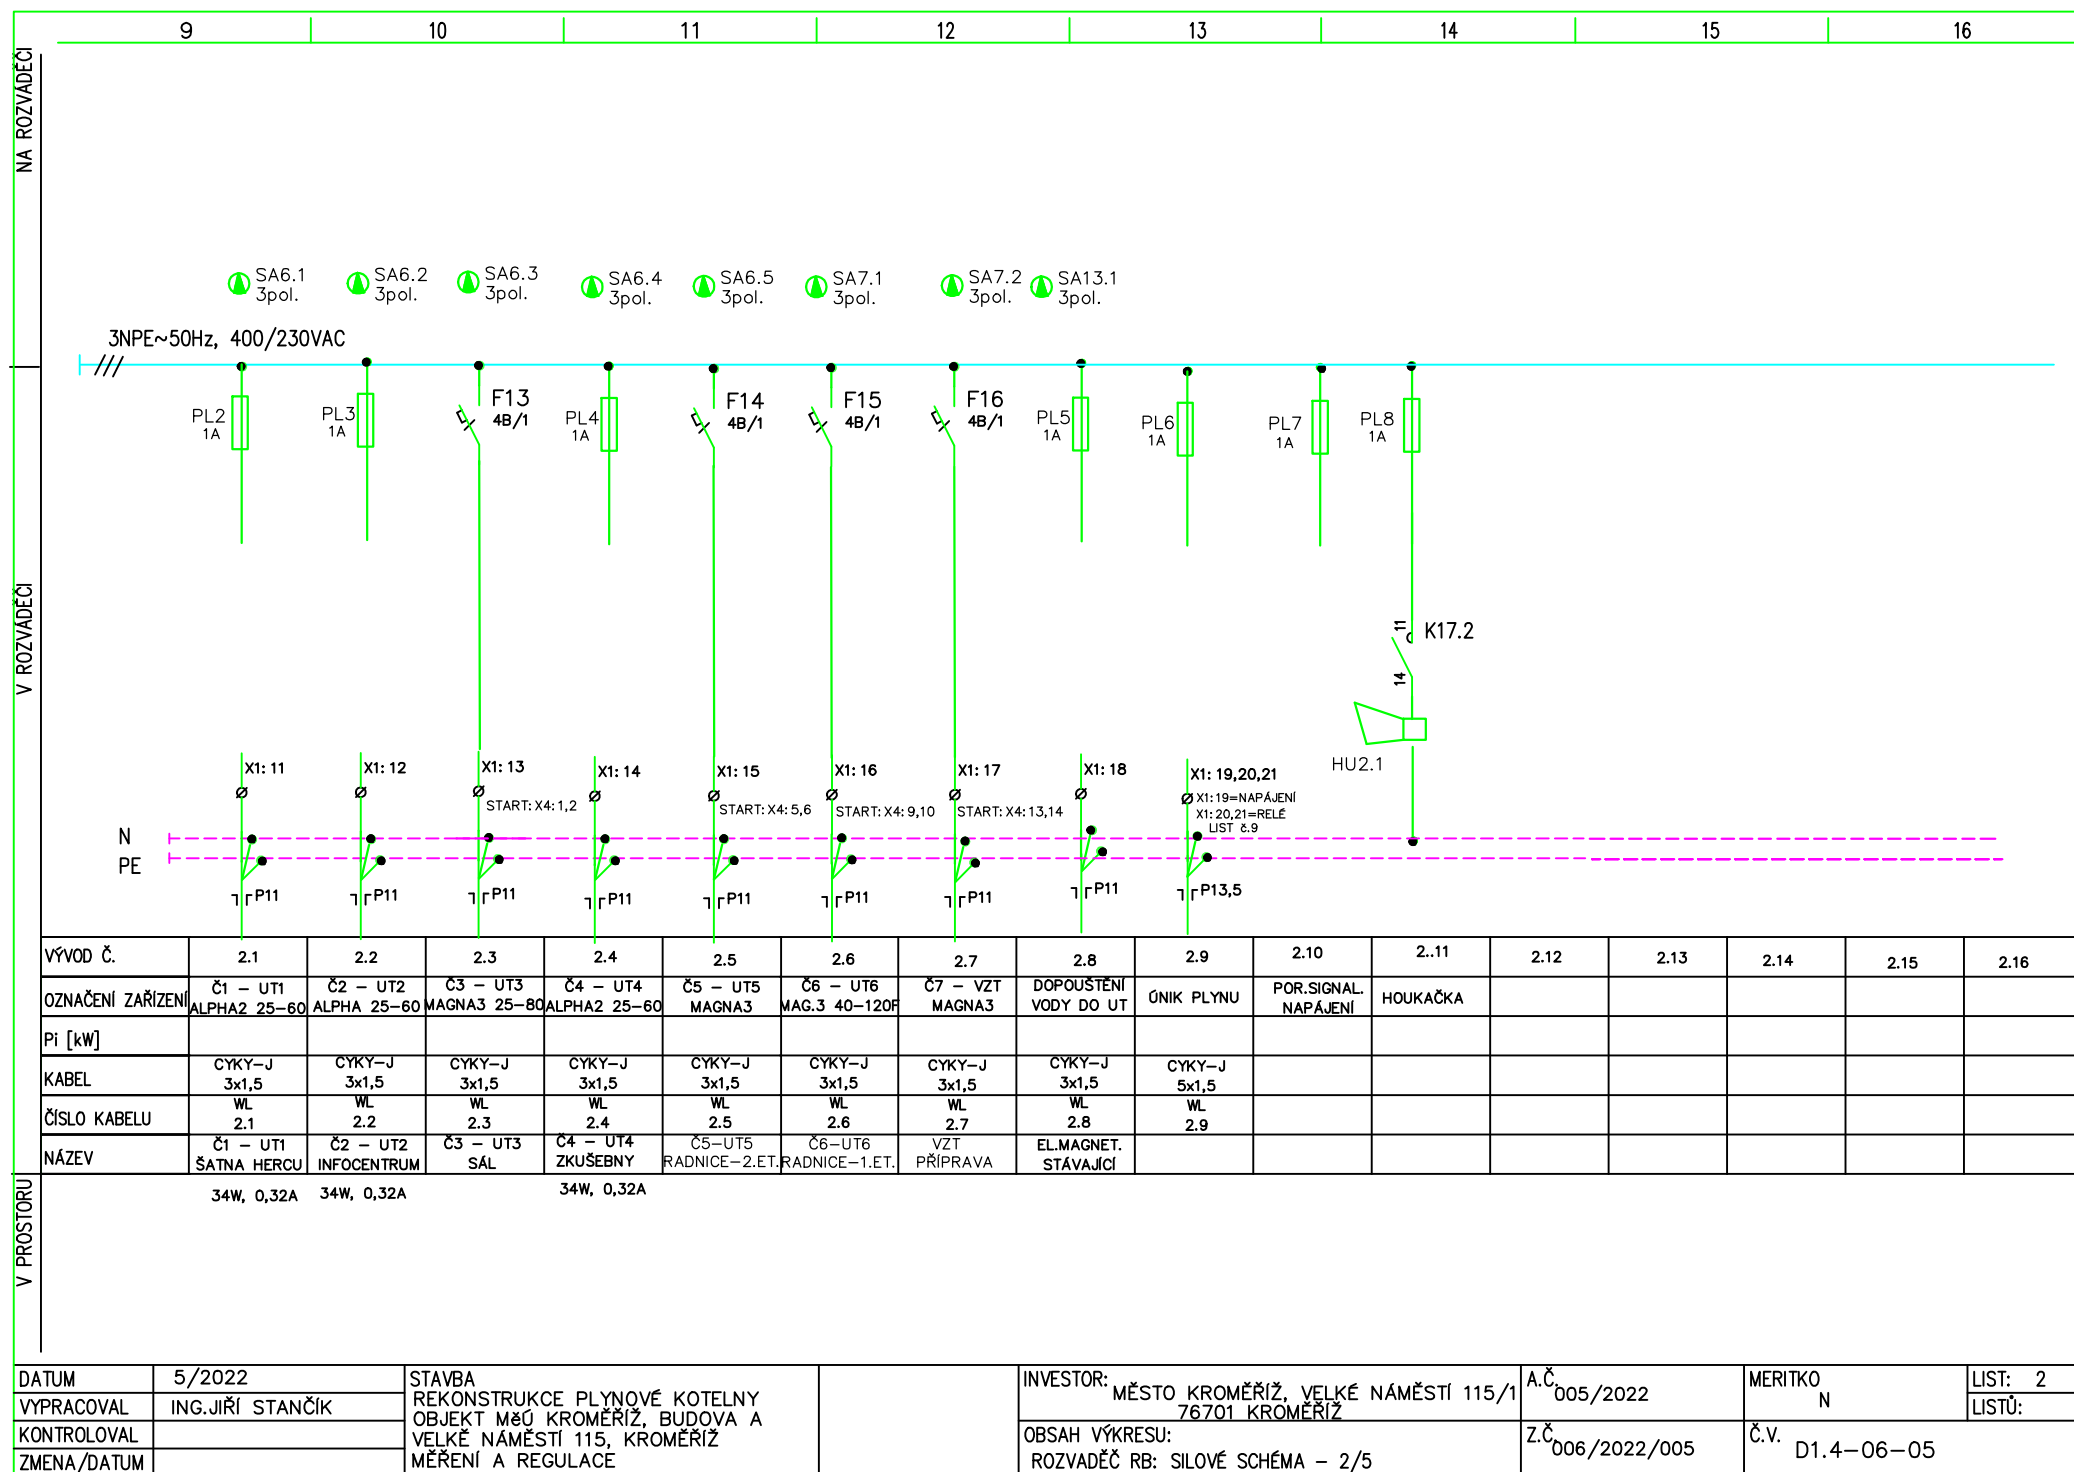 9 10 11 12 13 14 15 16
NA ROZVÁDĚČI
SA6.1 3pol.
SA6.2 3pol.
SA6.3 3pol.
SA6.4 3pol.
SA6.5 3pol.
SA7.1 3pol.
SA7.2 3pol.
SA13.1 3pol.
3NPE~50Hz, 400/230VAC
PL2 1A
PL3 1A
F13 4B/1
PL4 1A
F14 4B/1
F15 4B/1
F16 4B/1
PL5 1A
PL6 1A
PL7 1A
PL8 1A
V ROZVÁDĚČI
11
K17.2
14
HU2.1
X1: 11
X1: 12
X1: 13
START: X4: 1,2
X1: 14
X1: 15
START: X4: 5,6
X1: 16
START: X4: 9,10
X1: 17
START: X4: 13,14
X1: 18
X1: 19,20,21
X1: 19=NAPÁJENÍ
X1: 20,21=RELÉ
LIST č.9
N
PE
P11 P11 P11 P11 P11 P11 P11 P11 P13,5
VÝVOD Č. 2.1 2.2 2.3 2.4 2.5 2.6 2.7 2.8 2.9 2.10 2..11 2.12 2.13 2.14 2.15 2.16
OZNAČENÍ ZAŘÍZENÍ
Č1 – UT1 ALPHA2 25–60
Č2 – UT2 ALPHA 25–60
Č3 – UT3 MAGNA3 25–80
Č4 – UT4 ALPHA2 25–60
Č5 – UT5 MAGNA3
Č6 – UT6 MAG.3 40–120F
Č7 – VZT MAGNA3
DOPOUŠTĚNÍ VODY DO UT
ÚNIK PLYNU
POR.SIGNAL. NAPÁJENÍ
HOUKAČKA
Pi [kW]
KABEL
CYKY–J 3x1,5
CYKY–J 3x1,5
CYKY–J 3x1,5
CYKY–J 3x1,5
CYKY–J 3x1,5
CYKY–J 3x1,5
CYKY–J 3x1,5
CYKY–J 3x1,5
CYKY–J 5x1,5
ČÍSLO KABELU
WL 2.1
WL 2.2
WL 2.3
WL 2.4
WL 2.5
WL 2.6
WL 2.7
WL 2.8
WL 2.9
NÁZEV
Č1 – UT1 ŠATNA HERCU
Č2 – UT2 INFOCENTRUM
Č3 – UT3 SÁL
Č4 – UT4 ZKUŠEBNY
Č5–UT5 RADNICE–2.ET.
Č6–UT6 RADNICE–1.ET.
VZT PŘÍPRAVA
EL.MAGNET. STÁVAJÍCÍ
V PROSTORU
34W, 0,32A
34W, 0,32A
34W, 0,32A
DATUM 5/2022
VYPRACOVAL ING.JIŘÍ STANČÍK
KONTROLOVAL
ZMENA/DATUM
STAVBA
REKONSTRUKCE PLYNOVÉ KOTELNY
OBJEKT MěÚ KROMĚŘÍŽ, BUDOVA A
VELKÉ NÁMĚSTÍ 115, KROMĚŘÍŽ
MĚŘENÍ A REGULACE
INVESTOR: MĚSTO KROMĚŘÍŽ, VELKÉ NÁMĚSTÍ 115/1
76701 KROMĚŘÍŽ
OBSAH VÝKRESU:
ROZVADĚČ RB: SILOVÉ SCHÉMA – 2/5
A.Č. 005/2022
Z.Č. 006/2022/005
MERITKO
N
Č.V. D1.4–06–05
LIST: 2
LISTŮ: